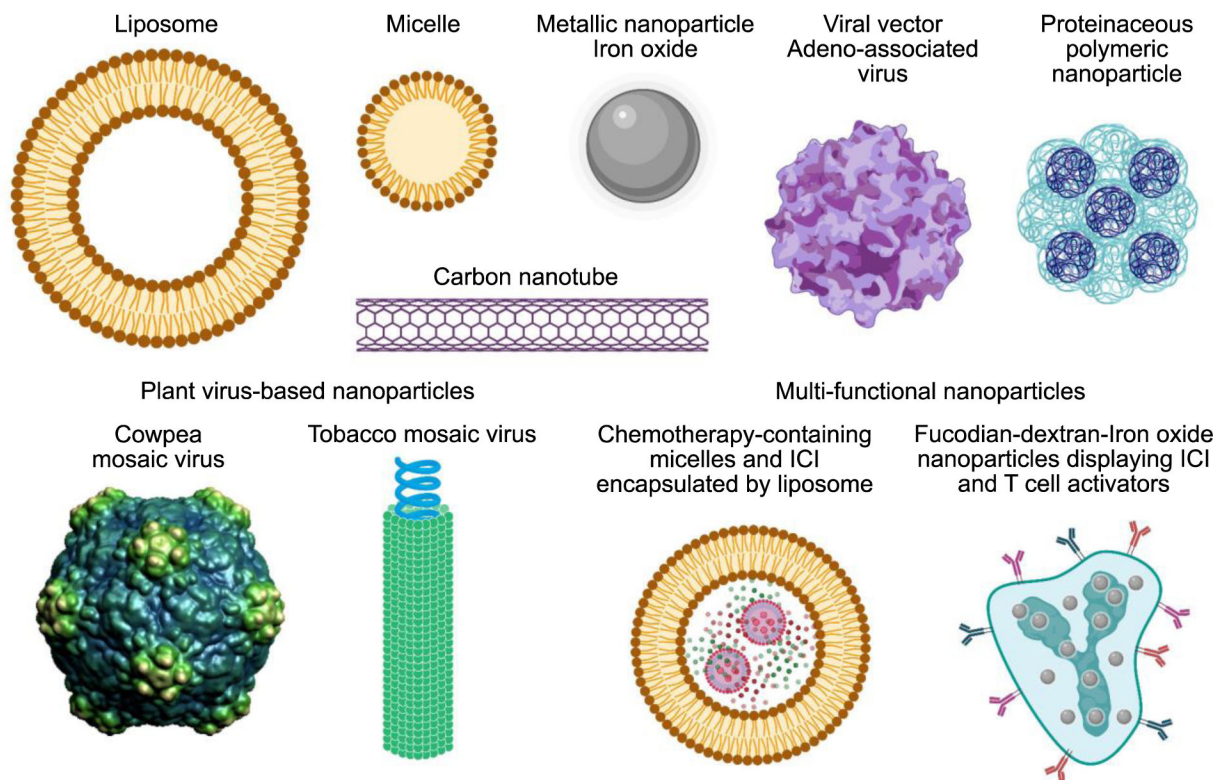 Liposome
Micelle
Metallic nanoparticle
Iron oxide
Viral vector
Adeno-associated
virus
Proteinaceous
polymeric
nanoparticle
Carbon nanotube
Plant virus-based nanoparticles
Multi-functional nanoparticles
Cowpea
mosaic virus
Tobacco mosaic virus
Chemotherapy-containing
micelles and ICI
encapsulated by liposome
Fucodian-dextran-Iron oxide
nanoparticles displaying ICI
and T cell activators